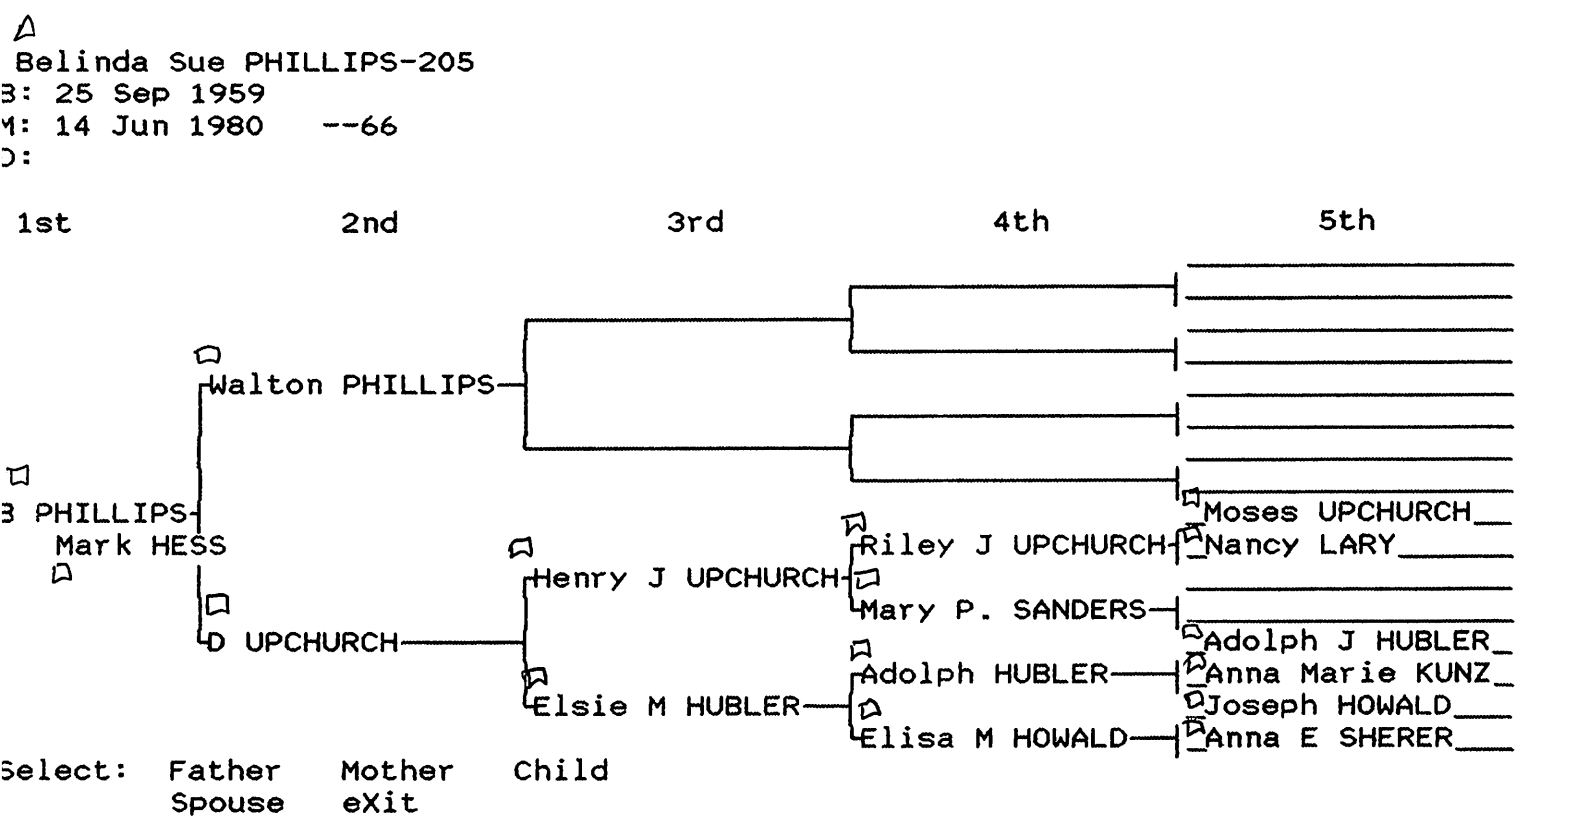 Belinda Sue PHILLIPS-205
B: 25 Sep 1959
M: 14 Jun 1980 --66
D:
1st 2nd 3rd 4th 5th
Walton PHILLIPS
B PHILLIPS
Moses UPCHURCH
Mark HESS
Riley J UPCHURCH
Nancy LARY
Henry J UPCHURCH
Mary P. SANDERS
D UPCHURCH
Adolph J HUBLER
Adolph HUBLER
Anna Marie KUNZ
Elsie M HUBLER
Joseph HOWALD
Elisa M HOWALD
Anna E SHERER
Select: Father Mother Child
Spouse eXit